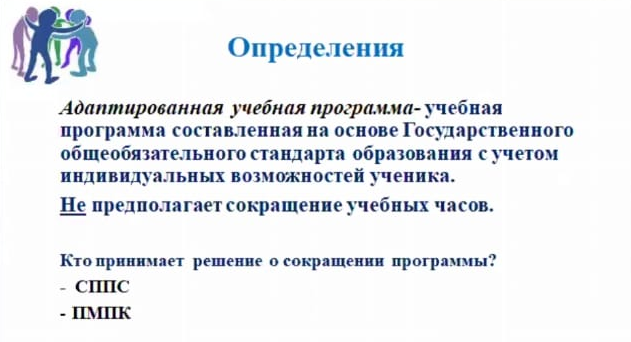 Определения
Адаптированная учебная программа- учебная
программа составленная на основе Государственного
общеобязательного стандарта образования с учетом
индивидуальных возможностей ученика.
Не предполагает сокращение учебных часов.
Кто принимает решение о сокращении программы?
- СППС
- ПМПК